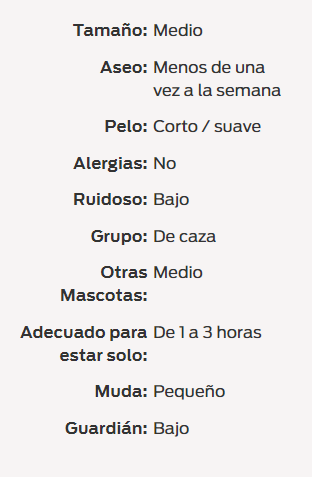 Tamaño: Medio
Aseo: Menos de una
vez a la semana
Pelo: Corto / suave
Alergias: No
Ruidoso: Bajo
Grupo: De caza
Otras Medio
Mascotas:
Adecuado para De 1 a 3 horas
estar solo:
Muda: Pequeño
Guardián: Bajo